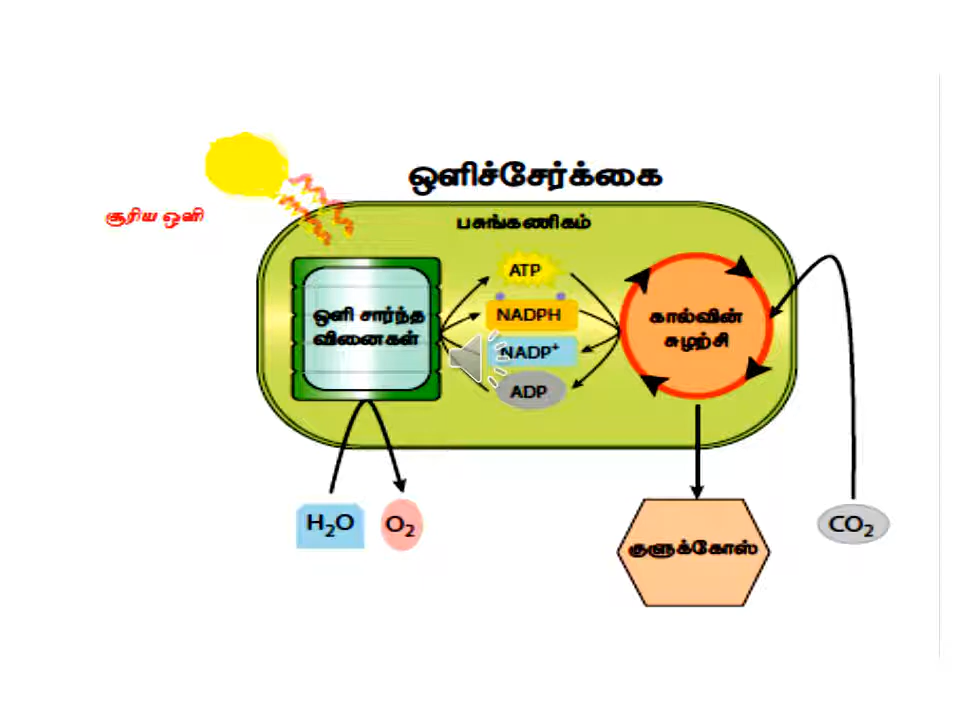 ஒளிச்சேர்க்கை
சூரிய ஒளி
பசுங்கணிகம்
ATP
ஒளி சார்ந்த
வினைகள்
NADPH
கால்வின்
சுழற்சி
NADP⁺
ADP
H₂O
O₂
CO₂
குளுக்கோஸ்